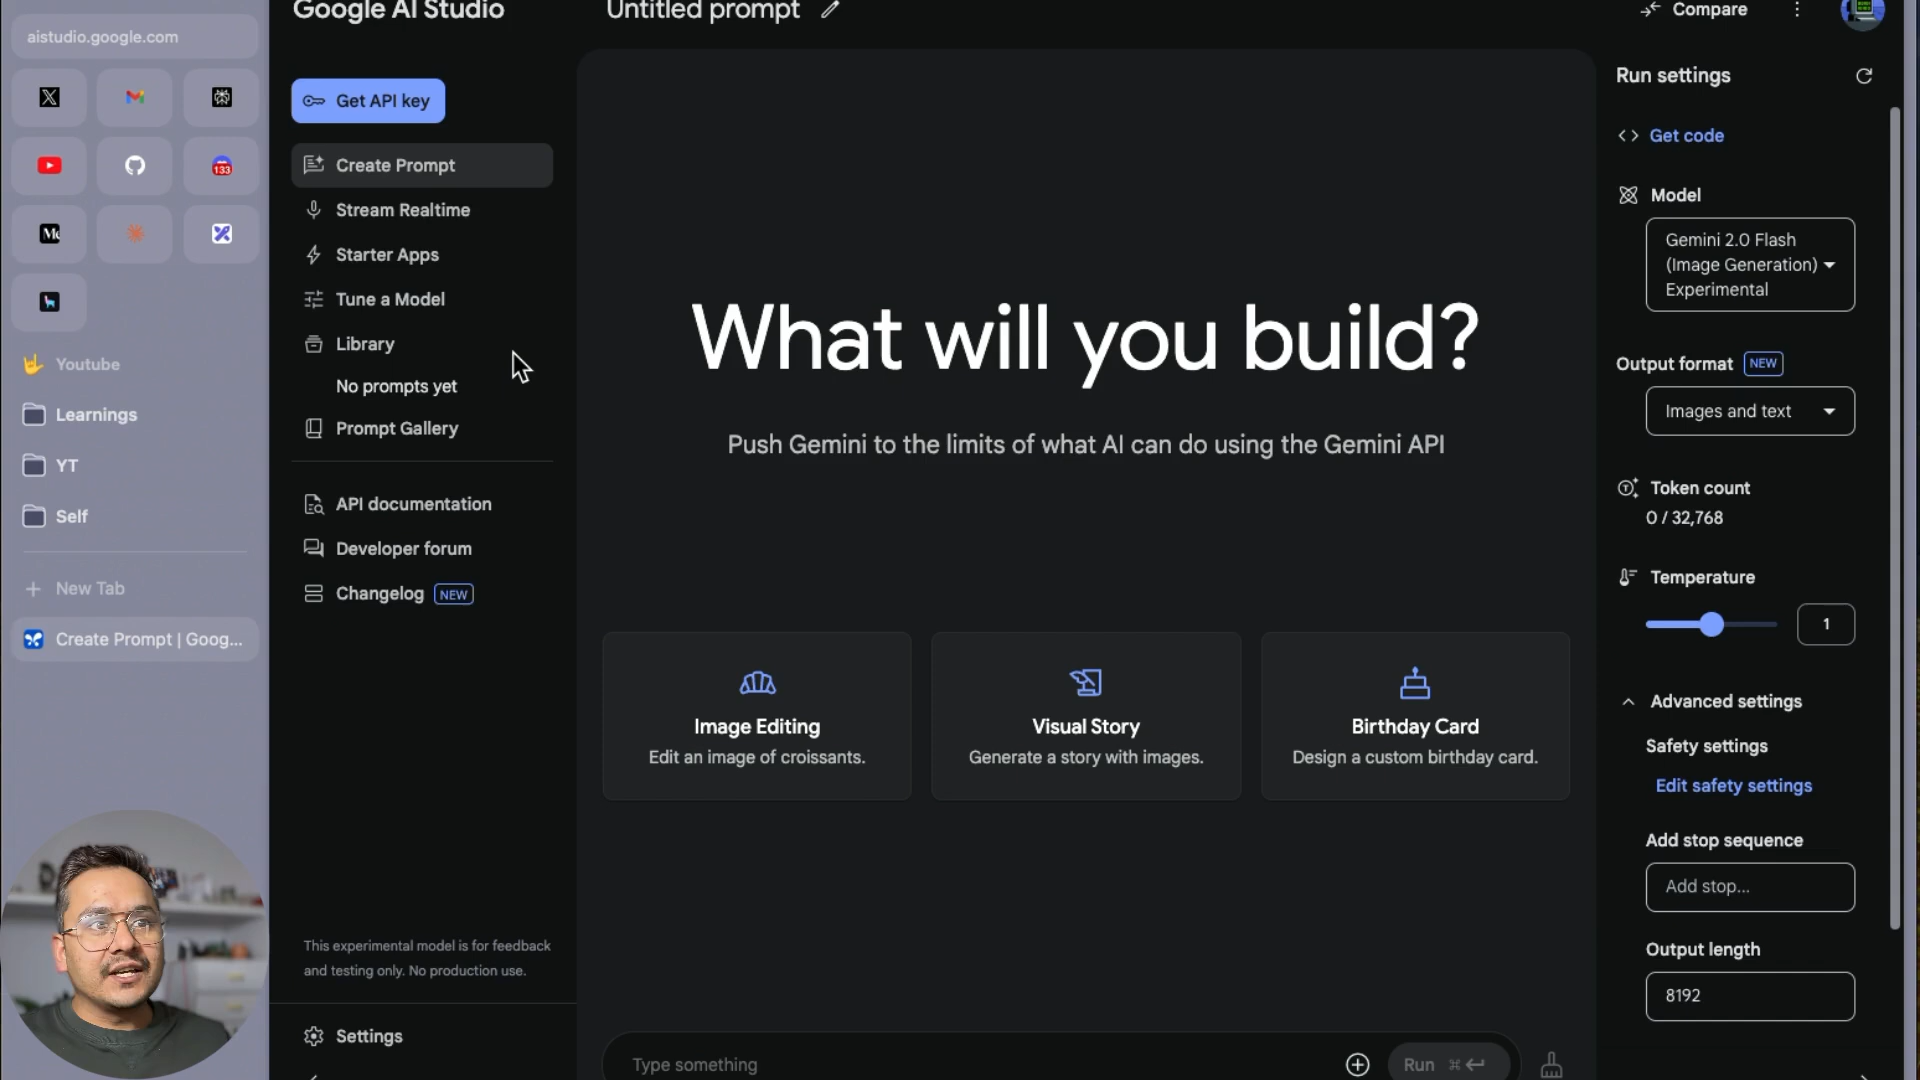 aistudio.google.com
133
Youtube
Learnings
YT
Self
New Tab
Create Prompt | Goog...
Google AI Studio
Get API key
Create Prompt
Stream Realtime
Starter Apps
Tune a Model
Library
No prompts yet
Prompt Gallery
API documentation
Developer forum
Changelog NEW
This experimental model is for feedback
and testing only. No production use.
Settings
Untitled prompt
Compare
What will you build?
Push Gemini to the limits of what AI can do using the Gemini API
Image Editing
Edit an image of croissants.
Visual Story
Generate a story with images.
Birthday Card
Design a custom birthday card.
Type something
Run ⌘
Run settings
Get code
Model
Gemini 2.0 Flash
(Image Generation)
Experimental
Output format NEW
Images and text
Token count
0 / 32,768
Temperature
1
Advanced settings
Safety settings
Edit safety settings
Add stop sequence
Add stop...
Output length
8192